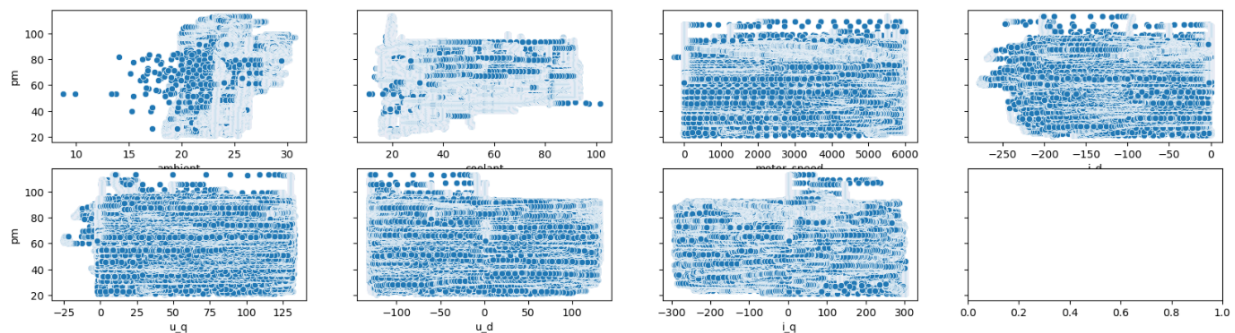 pm
100
80
60
40
20
10 15 20 25 30
20 40 60 80 100
0 1000 2000 3000 4000 5000 6000
−250 −200 −150 −100 −50 0
ambient coolant motor_speed i_d
pm
100
80
60
40
20
−25 0 25 50 75 100 125
−100 −50 0 50 100
−300 −200 −100 0 100 200 300
0.0 0.2 0.4 0.6 0.8 1.0
u_q u_d i_q